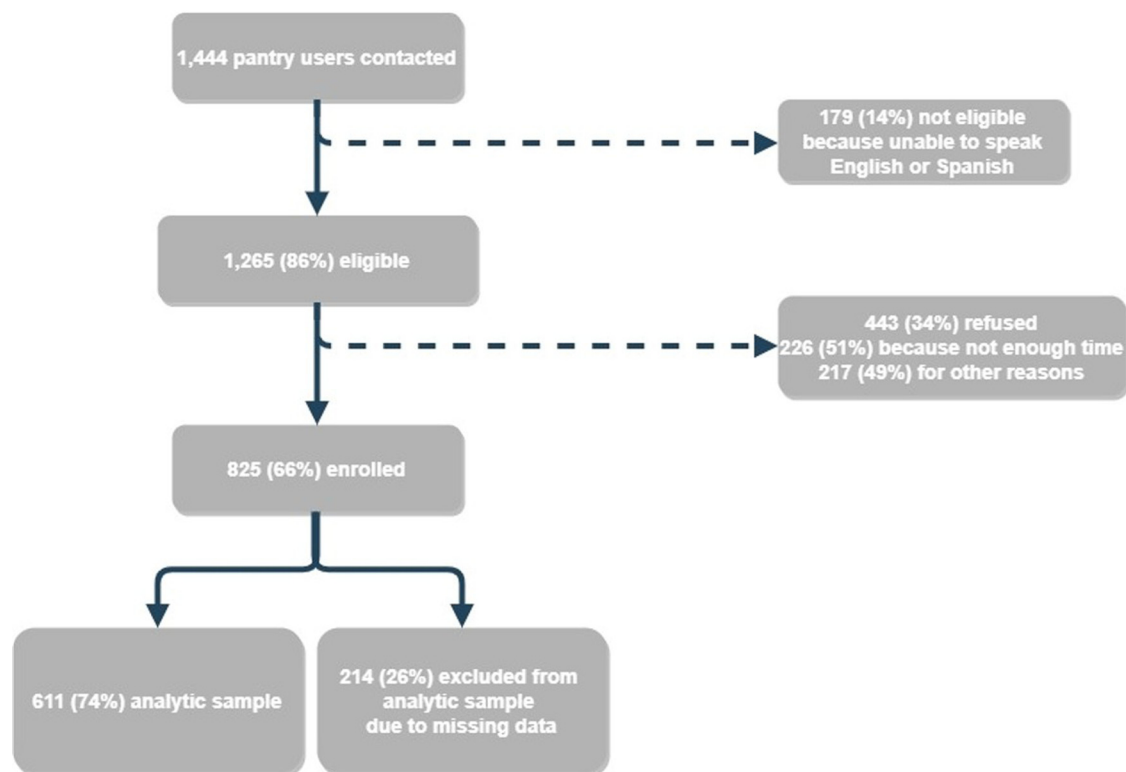 1,444 pantry users contacted
179 (14%) not eligible
because unable to speak
English or Spanish
1,265 (86%) eligible
443 (34%) refused
226 (51%) because not enough time
217 (49%) for other reasons
825 (66%) enrolled
611 (74%) analytic sample
214 (26%) excluded from
analytic sample
due to missing data